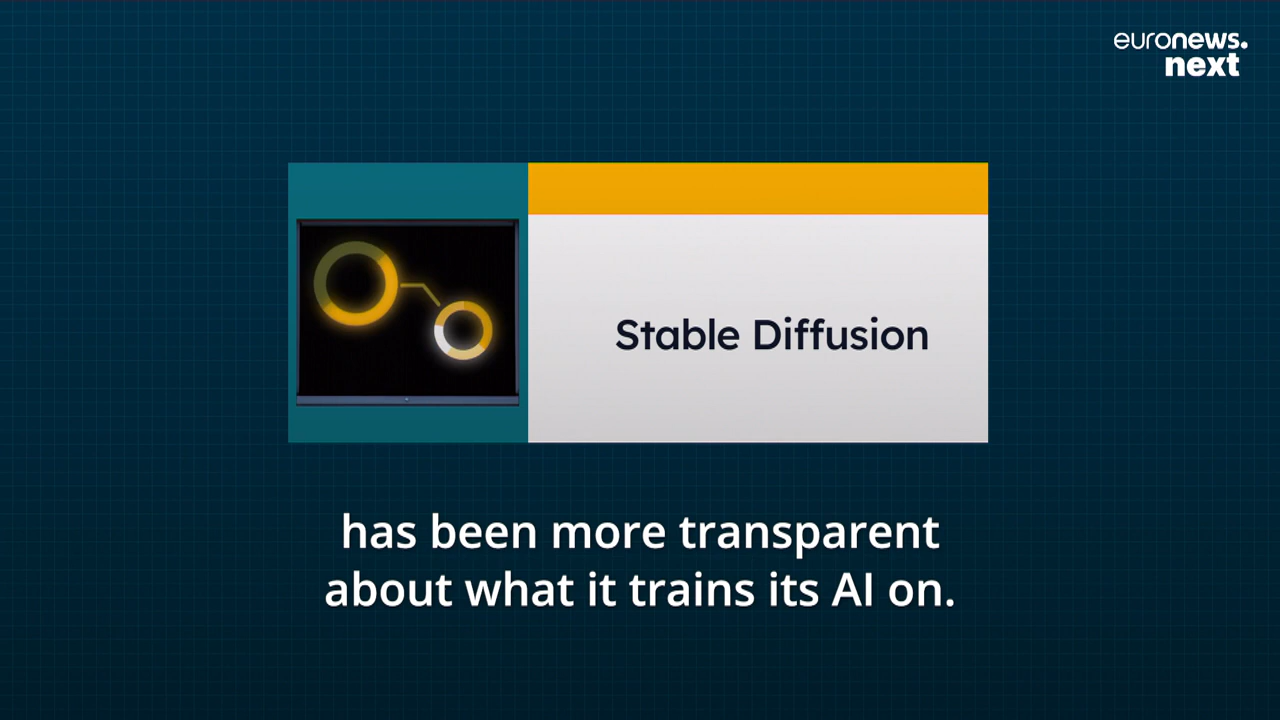 euronews.
next
Stable Diffusion
has been more transparent
about what it trains its AI on.